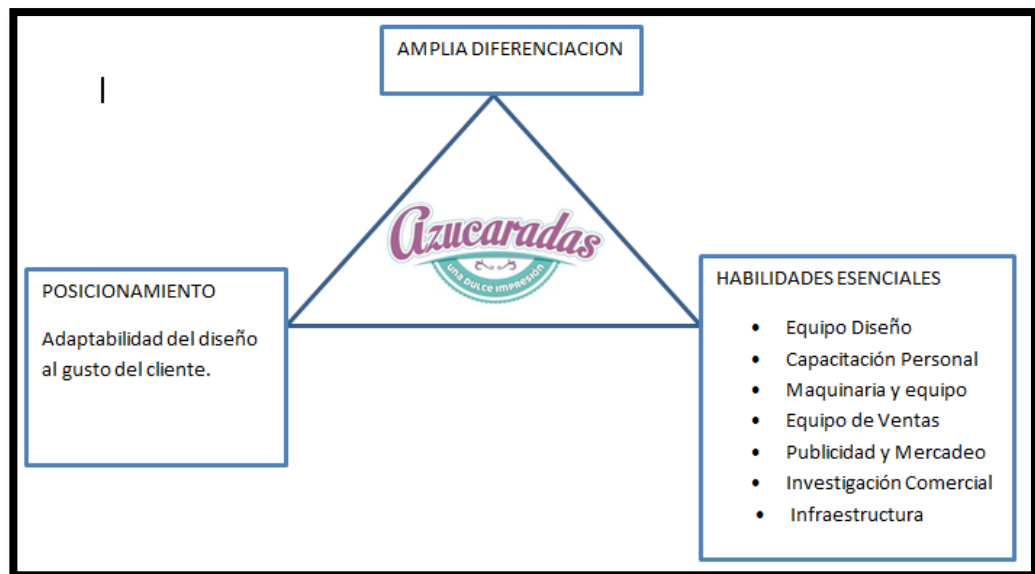 AMPLIA DIFERENCIACION
azucaradas
UNA DULCE IMPRESIÓN
POSICIONAMIENTO
Adaptabilidad del diseño
al gusto del cliente.
HABILIDADES ESENCIALES
• Equipo Diseño
• Capacitación Personal
• Maquinaria y equipo
• Equipo de Ventas
• Publicidad y Mercadeo
• Investigación Comercial
• Infraestructura